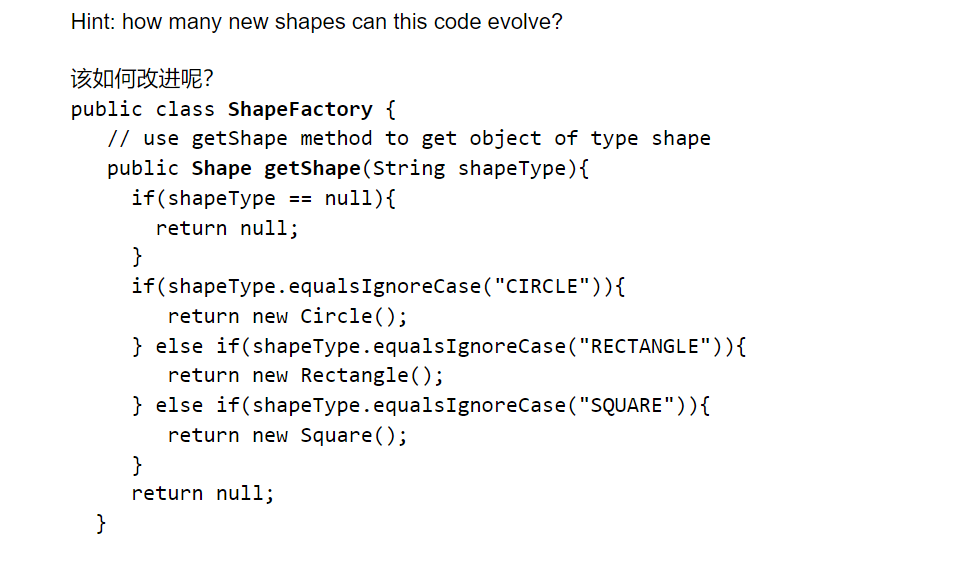 Hint: how many new shapes can this code evolve?
该如何改进呢?
public class ShapeFactory {
// use getShape method to get object of type shape
public Shape getShape(String shapeType){
if(shapeType == null){
return null;
}
if(shapeType.equalsIgnoreCase("CIRCLE")){
return new Circle();
} else if(shapeType.equalsIgnoreCase("RECTANGLE")){
return new Rectangle();
} else if(shapeType.equalsIgnoreCase("SQUARE")){
return new Square();
}
return null;
}